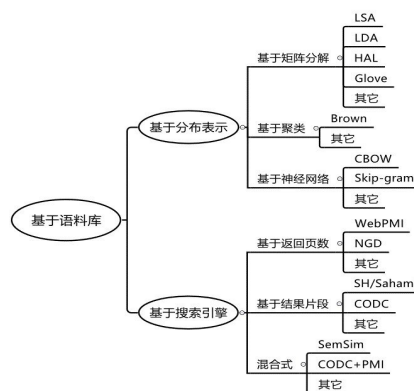 LSA
LDA
基于矩阵分解
HAL
Glove
其它
基于分布表示
基于聚类
Brown
其它
CBOW
基于神经网络
Skip-gram
其它
基于语料库
WebPMI
基于返回页数
NGD
其它
SH/Saham
基于搜索引擎
基于结果片段
CODC
其它
SemSim
混合式
CODC+PMI
其它